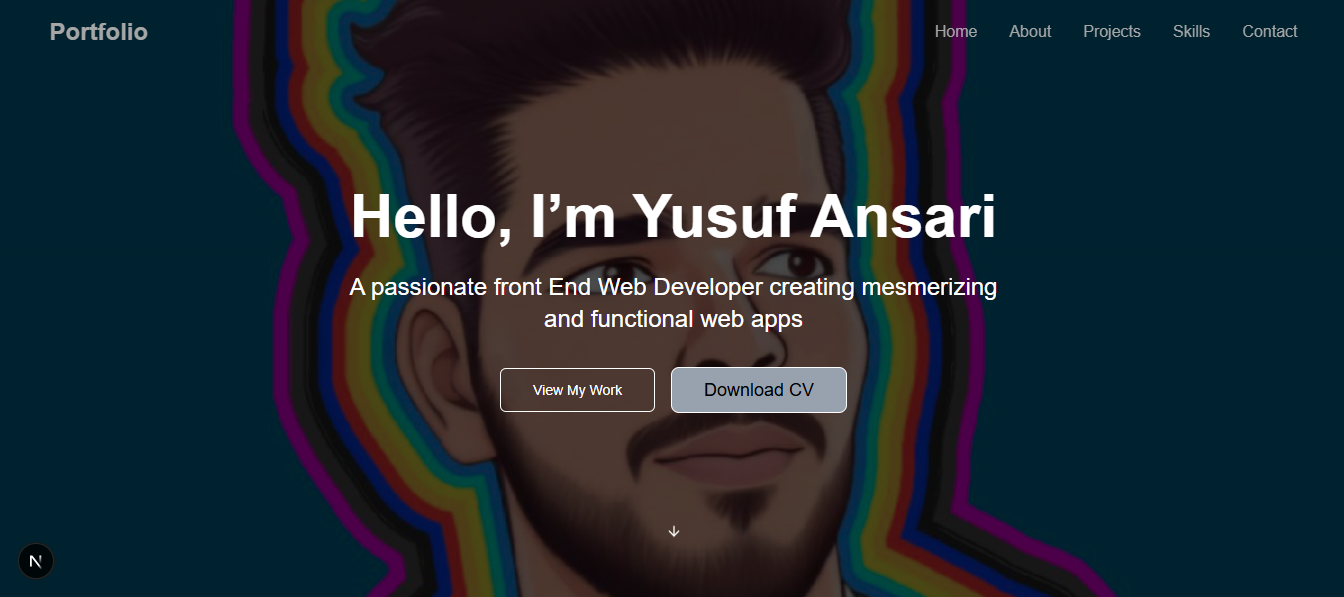 Portfolio
Home About Projects Skills Contact
Hello, I’m Yusuf Ansari
A passionate front End Web Developer creating mesmerizing
and functional web apps
View My Work
Download CV
N